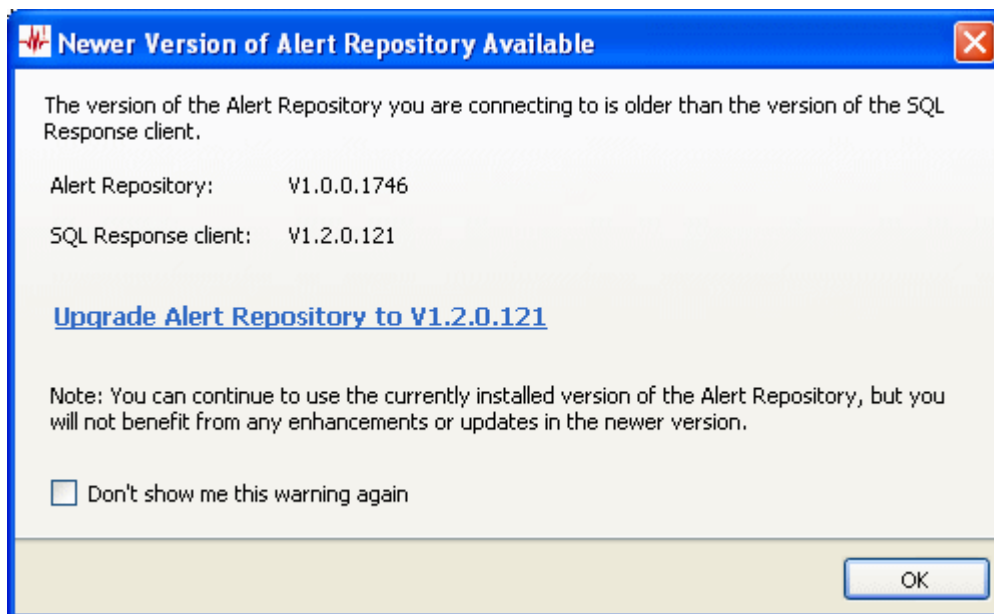 Newer Version of Alert Repository Available
The version of the Alert Repository you are connecting to is older than the version of the SQL
Response client.
Alert Repository: V1.0.0.1746
SQL Response client: V1.2.0.121
Upgrade Alert Repository to V1.2.0.121
Note: You can continue to use the currently installed version of the Alert Repository, but you
will not benefit from any enhancements or updates in the newer version.
Don't show me this warning again
OK